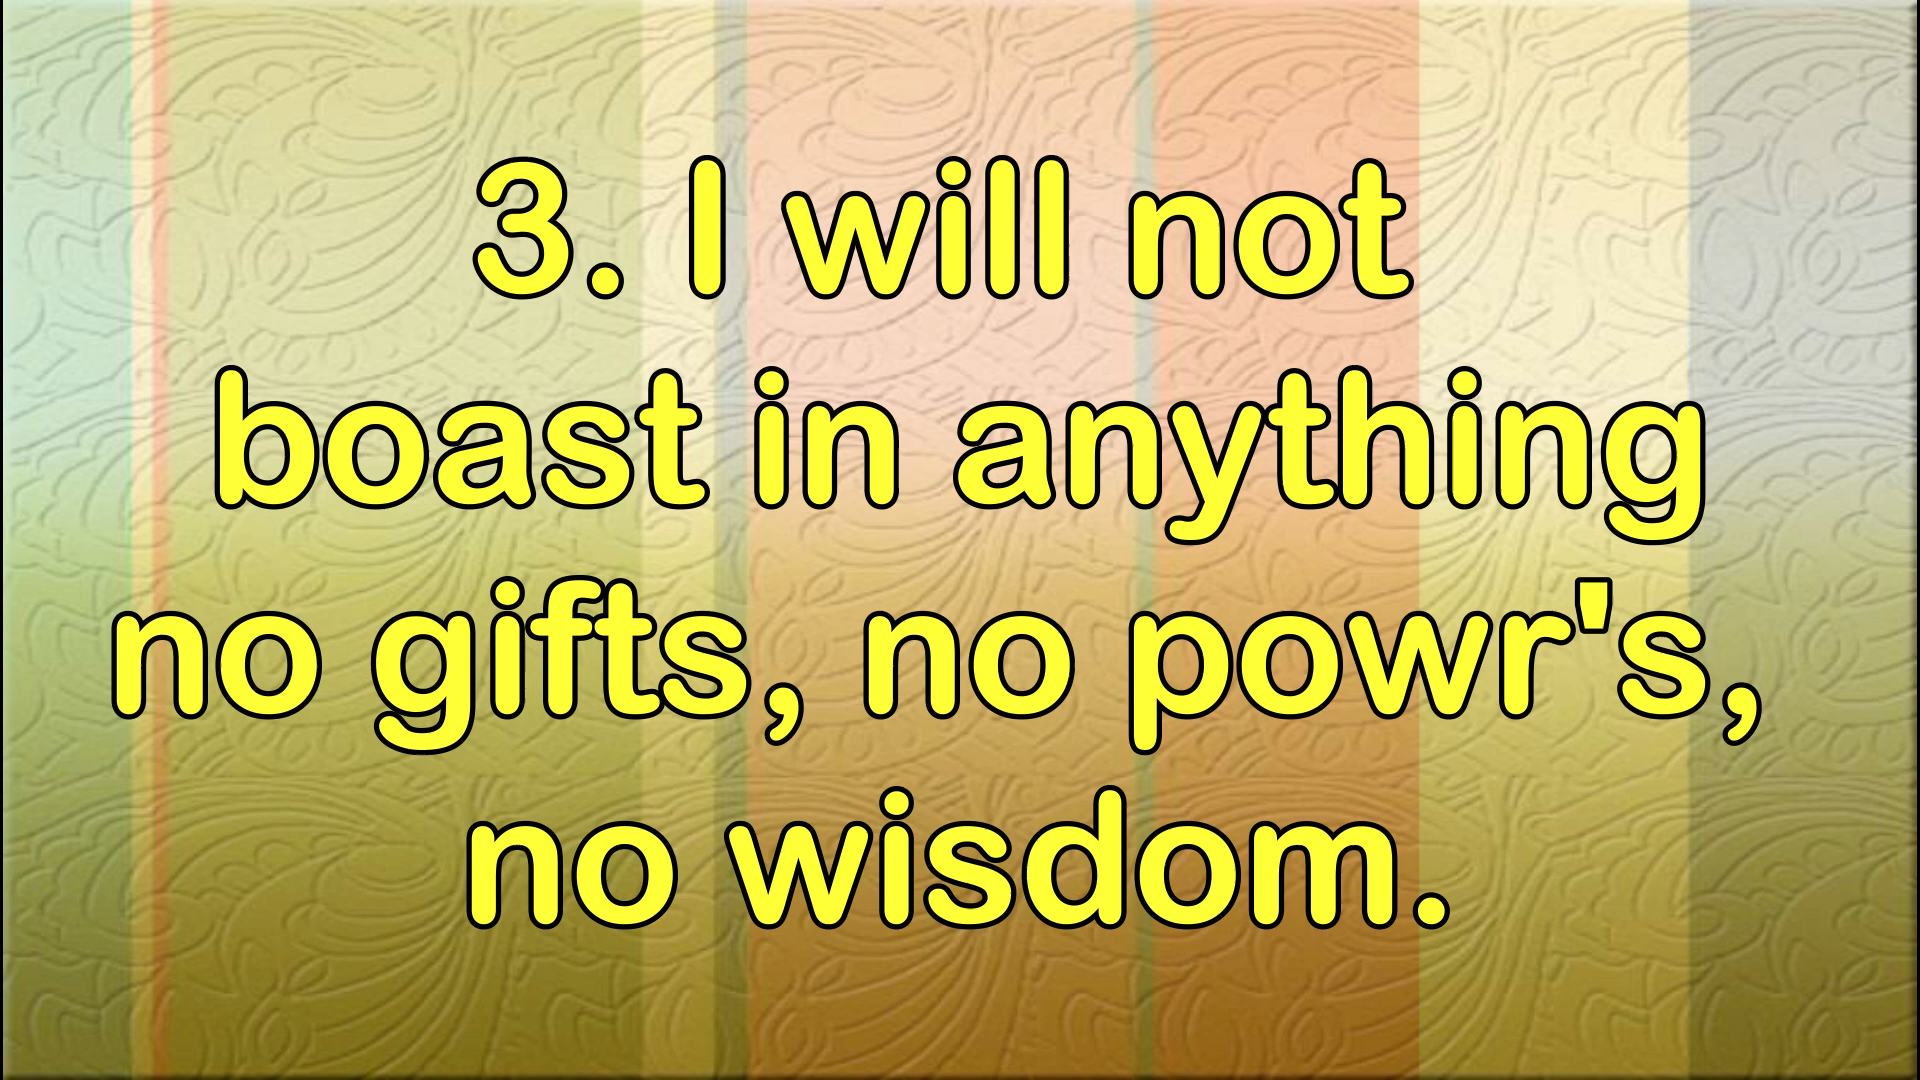 3. I will not
boast in anything
no gifts, no powr's,
no wisdom.